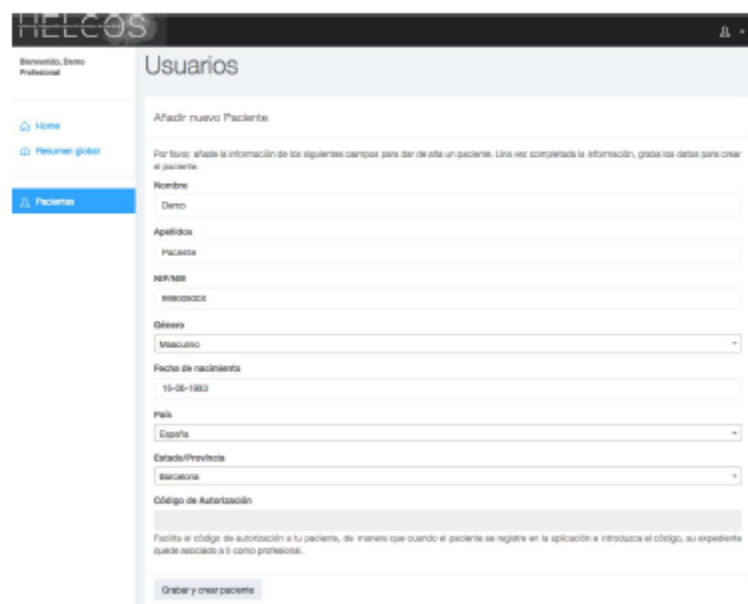 HELCOS
Bienvenido, Demo
Profesional
Home
Resumen global
Pacientes
Usuarios
Añadir nuevo Paciente
Por favor, añade la información de los siguientes campos para dar de alta un paciente. Una vez completada la información, graba los datos para crear
el paciente.
Nombre
Demo
Apellidos
Paciente
NIF/NIE
Género
Masculino
Fecha de nacimiento
País
España
Estado/Provincia
Barcelona
Código de Autorización
Facilita el código de autorización a tu paciente, de manera que cuando el paciente se registre en la aplicación e introduzca el código, su expediente
quede asociado a ti como profesional.
Grabar y crear paciente